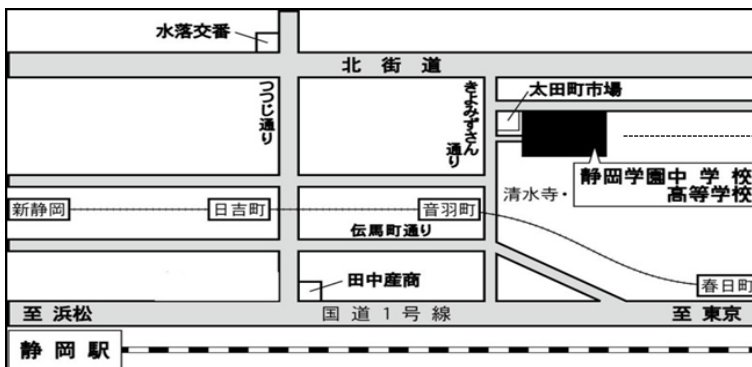 水落交番
北街道
つつじ通り
きよみずさん
通り
太田町市場
静岡学園中学校
高等学校
清水寺・
新静岡
日吉町
音羽町
伝馬町通り
田中産商
春日町
至 浜松
国道1号線
至 東京
静岡駅